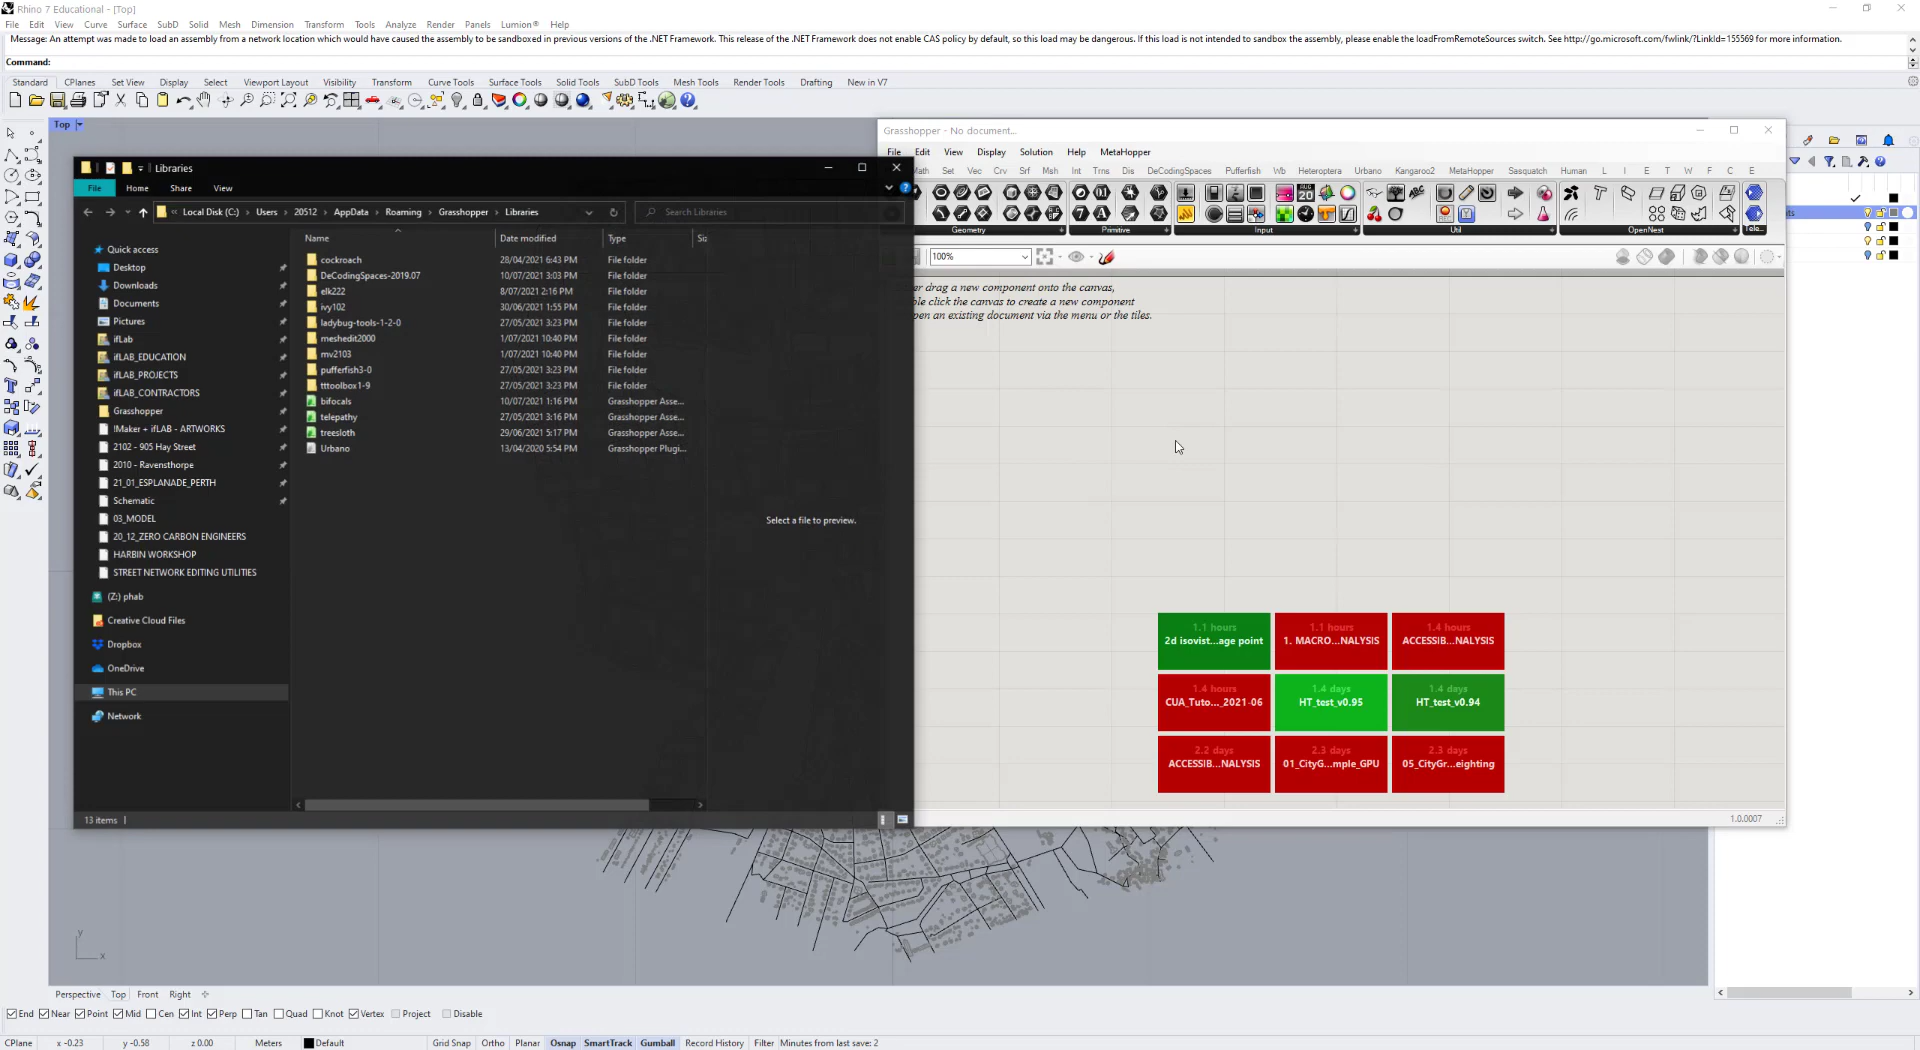 Rhino 7 Educational - [Top]
File Edit View Curve Surface SubD Solid Mesh Dimension Transform Tools Analyze Render Panels Lumion® Help
Message: An attempt was made to load an assembly from a network location which would have caused the assembly to be sandboxed in previous versions of the .NET Framework. This release of the .NET Framework does not enable CAS policy by default, so this load may be dangerous. If this load is not intended to sandbox the assembly, please enable the loadFromRemoteSources switch. See http://go.microsoft.com/fwlink/?LinkId=155569 for more information.
Command:
Standard CPlanes Set View Display Select Viewport Layout Visibility Transform Curve Tools Surface Tools Solid Tools SubD Tools Mesh Tools Render Tools Drafting New in V7
Top
Libraries
File Home Share View
« Local Disk (C:) > Users > 20512 > AppData > Roaming > Grasshopper > Libraries
Search Libraries
Name Date modified Type Siz
Quick access
Desktop
Downloads
Documents
Pictures
ifLab
ifLAB_EDUCATION
ifLAB_PROJECTS
ifLAB_CONTRACTORS
Grasshopper
!Maker + ifLAB - ARTWORKS
2102 - 905 Hay Street
2010 - Ravensthorpe
21_01_ESPLANADE_PERTH
Schematic
03_MODEL
20_12_ZERO CARBON ENGINEERS
HARBIN WORKSHOP
STREET NETWORK EDITING UTILITIES
(Z:) phab
Creative Cloud Files
Dropbox
OneDrive
This PC
Network
cockroach 28/04/2021 6:43 PM File folder
DeCodingSpaces-2019.07 10/07/2021 3:03 PM File folder
elk222 8/07/2021 2:16 PM File folder
ivy102 30/06/2021 1:55 PM File folder
ladybug-tools-1-2-0 27/05/2021 3:23 PM File folder
meshedit2000 1/07/2021 10:40 PM File folder
mv2103 1/07/2021 10:40 PM File folder
pufferfish3-0 27/05/2021 3:23 PM File folder
tttoolbox1-9 27/05/2021 3:23 PM File folder
bifocals 10/07/2021 1:16 PM Grasshopper Asse...
telepathy 27/05/2021 3:16 PM Grasshopper Asse...
treesloth 29/06/2021 5:17 PM Grasshopper Asse...
Urbano 13/04/2020 5:54 PM Grasshopper Plugi...
Select a file to preview.
13 items
Grasshopper - No document...
File Edit View Display Solution Help MetaHopper
Math Set Vec Crv Srf Msh Int Trns Dis DeCodingSpaces Pufferfish Wb Heteroptera Urbano Kangaroo2 MetaHopper Sasquatch Human L I E T W F C E
Geometry Primitive Input Util OpenNest Tele...
100%
er drag a new component onto the canvas,
ble click the canvas to create a new component
pen an existing document via the menu or the tiles.
1.1 hours
2d isovist...age point
1.1 hours
1. MACRO...NALYSIS
1.4 hours
ACCESSIB...NALYSIS
1.4 hours
CUA_Tuto..._2021-06
1.4 days
HT_test_v0.95
1.4 days
HT_test_v0.94
2.2 days
ACCESSIB...NALYSIS
2.3 days
01_CityG...mple_GPU
2.3 days
05_CityGr...eighting
1.0.0007
y
x
Perspective Top Front Right
End Near Point Mid Cen Int Perp Tan Quad Knot Vertex Project Disable
CPlane x -0.23 y -0.58 z 0.00 Meters Default Grid Snap Ortho Planar Osnap SmartTrack Gumball Record History Filter Minutes from last save: 2